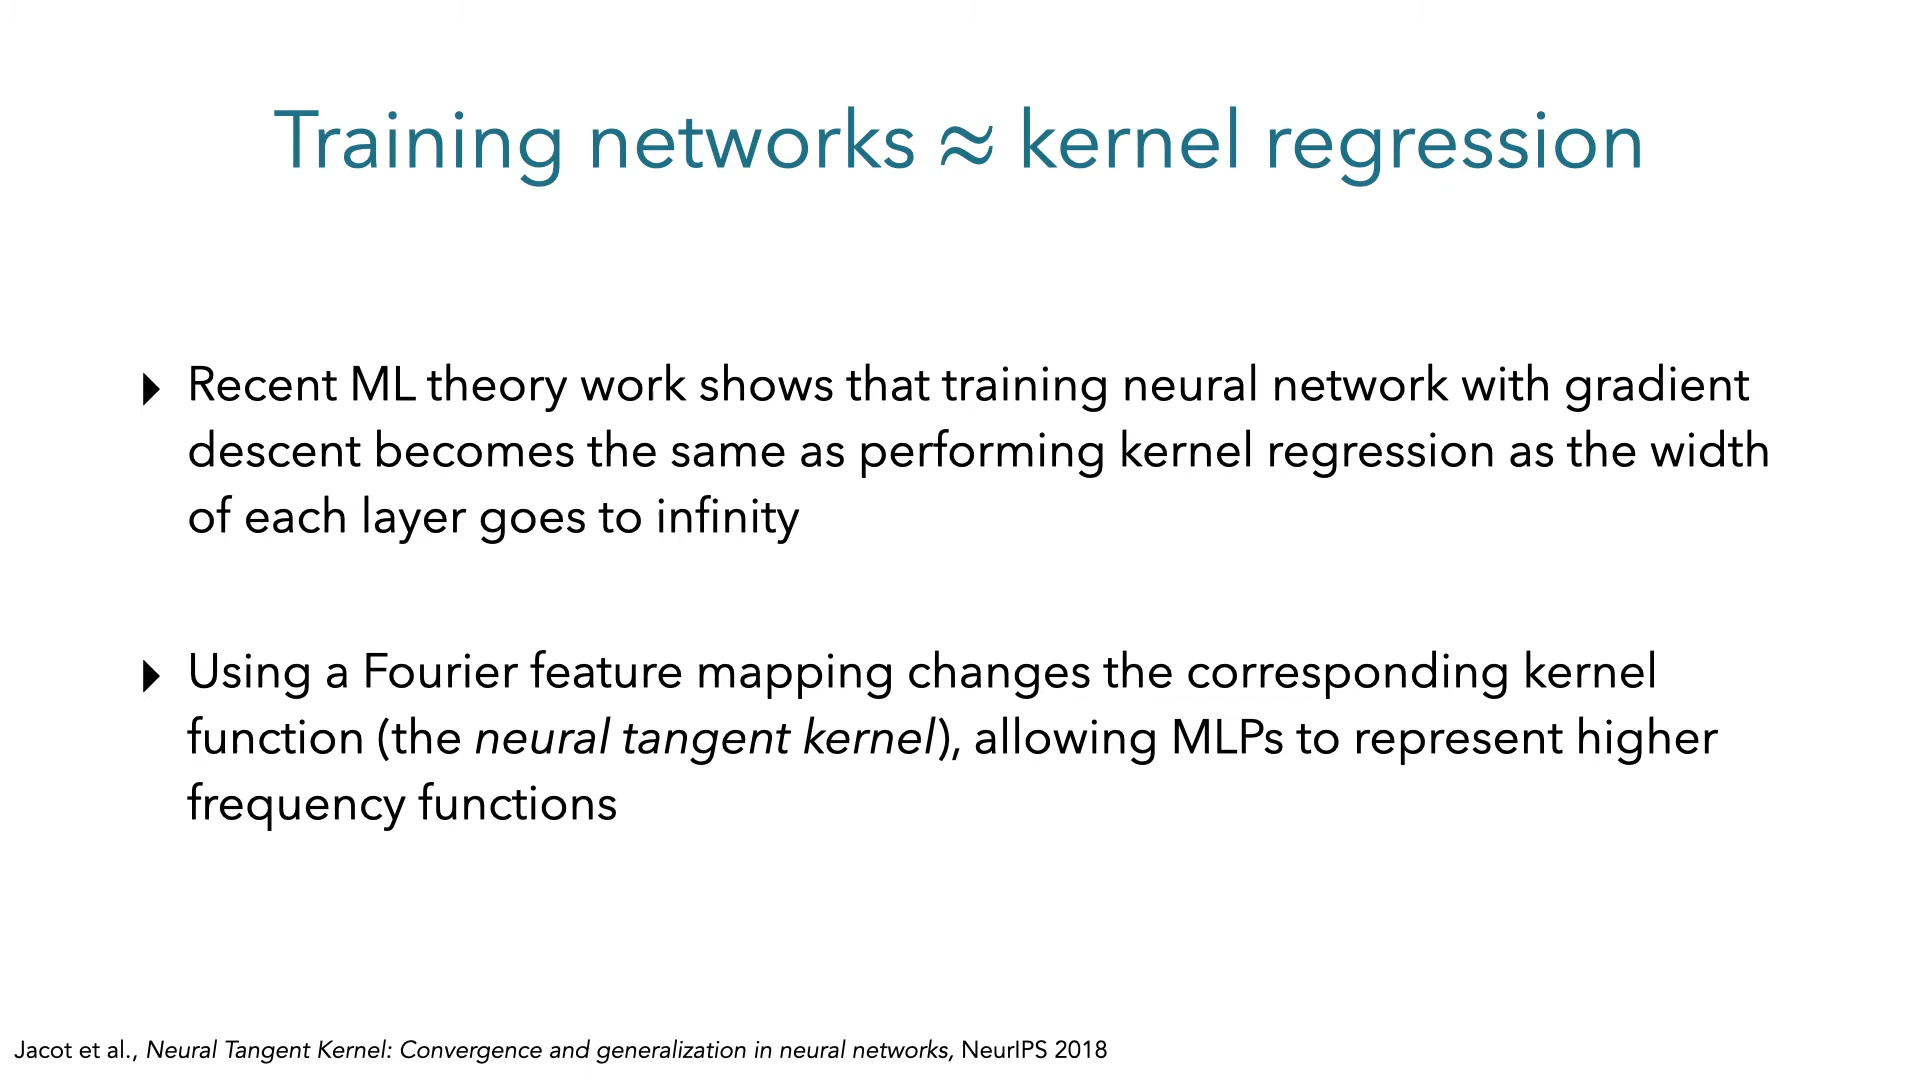 Training networks ≈ kernel regression
Recent ML theory work shows that training neural network with gradient
descent becomes the same as performing kernel regression as the width
of each layer goes to infinity
Using a Fourier feature mapping changes the corresponding kernel
function (the neural tangent kernel), allowing MLPs to represent higher
frequency functions
Jacot et al., Neural Tangent Kernel: Convergence and generalization in neural networks, NeurIPS 2018